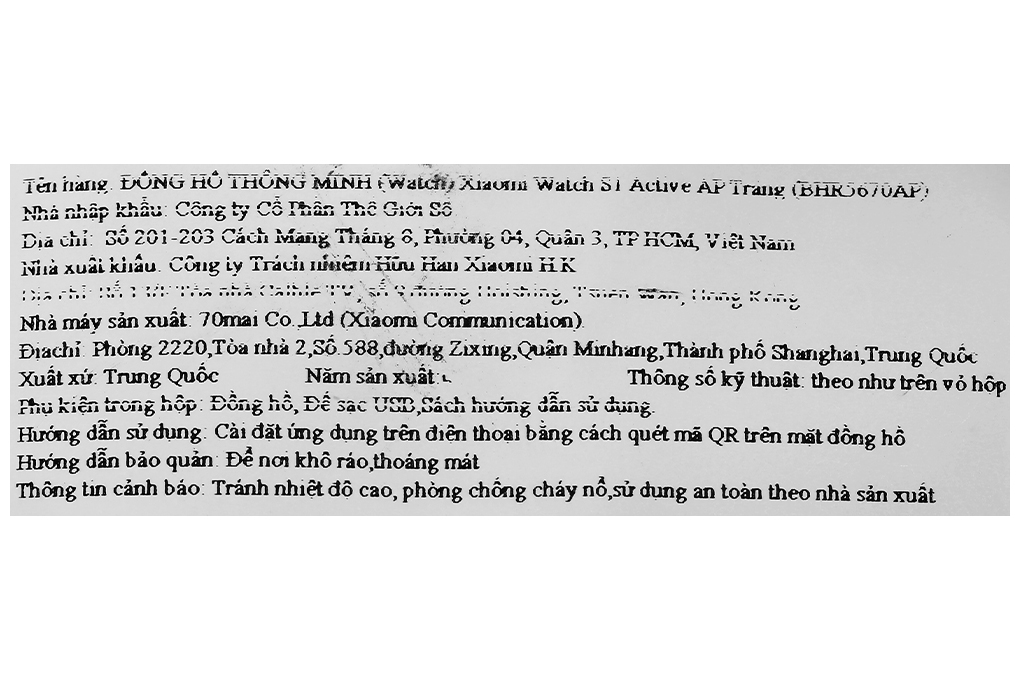 Tên hàng: ĐỒNG HỒ THÔNG MINH (Watch) Xiaomi Watch S1 Active AP Trang (BHR5670AP)
Nhà nhập khẩu: Công ty Cổ Phần Thế Giới Số
Địa chỉ: Số 201-203 Cách Mạng Tháng 8, Phường 04, Quận 3, TP HCM, Việt Nam
Nhà xuất khẩu: Công ty Trách nhiệm Hữu Hạn Xiaomi H.K
Địa chỉ: Tòa nhà số 9 đường Hoishing, Tsuen Wan, Hong Kong
Nhà máy sản xuất: 70mai Co.,Ltd (Xiaomi Communication)
Địachỉ: Phòng 2220,Tòa nhà 2,Số 588,đường Zixing,Quận Minhang,Thành phố Shanghai,Trung Quốc
Xuất xứ: Trung Quốc Năm sản xuất: Thông số kỹ thuật: theo như trên vỏ hộp
Phụ kiện trong hộp: Đồng hồ, Đế sạc USB,Sách hướng dẫn sử dụng.
Hướng dẫn sử dụng: Cài đặt ứng dụng trên điện thoại bằng cách quét mã QR trên mặt đồng hồ
Hướng dẫn bảo quản: Để nơi khô ráo,thoáng mát
Thông tin cảnh báo: Tránh nhiệt độ cao, phòng chống cháy nổ,sử dụng an toàn theo nhà sản xuất